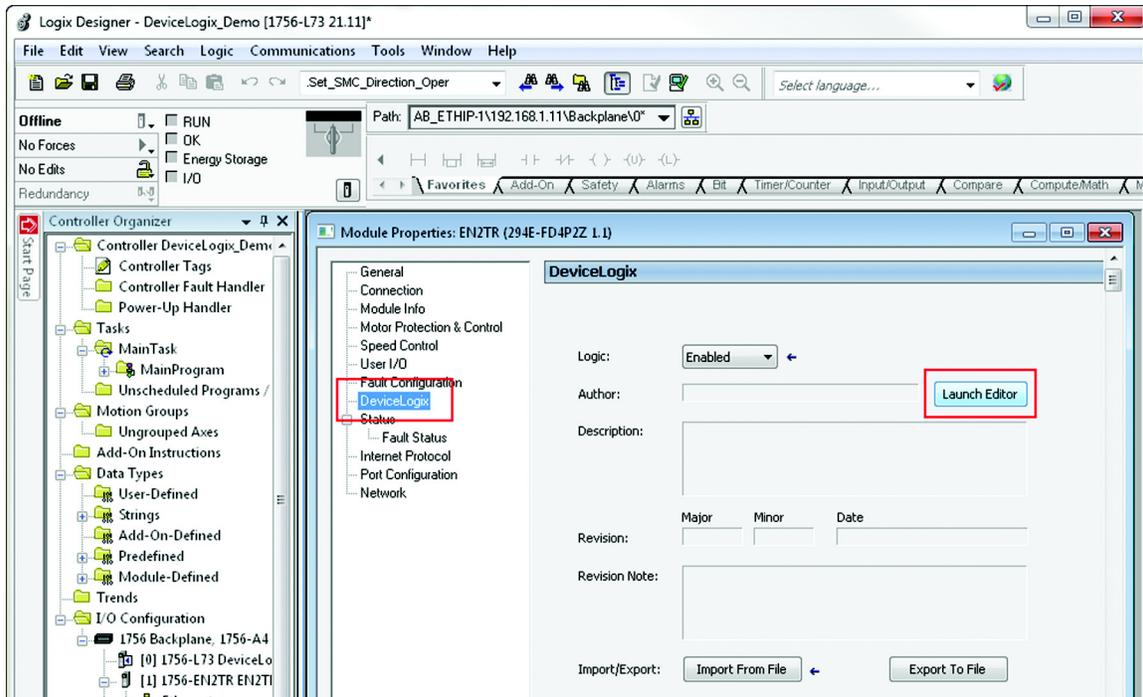 Logix Designer - DeviceLogix_Demo [1756-L73 21.11]*
File Edit View Search Logic Communications Tools Window Help
Set_SMC_Direction_Oper
Select language...
Offline
RUN
Path: AB_ETHIP-1\192.168.1.11\Backplane\0*
No Forces
OK
No Edits
Energy Storage
Redundancy
I/O
Favorites Add-On Safety Alarms Bit Timer/Counter Input/Output Compare Compute/Math M
Start Page
Controller Organizer
Controller DeviceLogix_Demo
Controller Tags
Controller Fault Handler
Power-Up Handler
Tasks
MainTask
MainProgram
Unscheduled Programs /
Motion Groups
Ungrouped Axes
Add-On Instructions
Data Types
User-Defined
Strings
Add-On-Defined
Predefined
Module-Defined
Trends
I/O Configuration
1756 Backplane, 1756-A4
[0] 1756-L73 DeviceLo
[1] 1756-EN2TR EN2T
Module Properties: EN2TR (294E-FD4P2Z 1.1)
General
Connection
Module Info
Motor Protection & Control
Speed Control
User I/O
Fault Configuration
DeviceLogix
Status
Fault Status
Internet Protocol
Port Configuration
Network
DeviceLogix
Logic: Enabled
Author: Launch Editor
Description:
Major Minor Date
Revision:
Revision Note:
Import/Export: Import From File Export To File